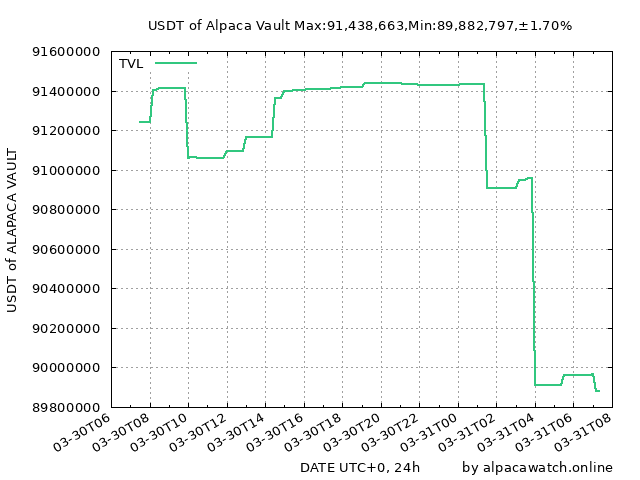 USDT of Alpaca Vault Max:91,438,663,Min:89,882,797,±1.70%
91600000
TVL
91400000
91200000
91000000
90800000
90600000
90400000
90200000
90000000
89800000
USDT of ALAPACA VAULT
03-30T06
03-30T08
03-30T10
03-30T12
03-30T14
03-30T16
03-30T18
03-30T20
03-30T22
03-31T00
03-31T02
03-31T04
03-31T06
03-31T08
DATE UTC+0, 24h
by alpacawatch.online